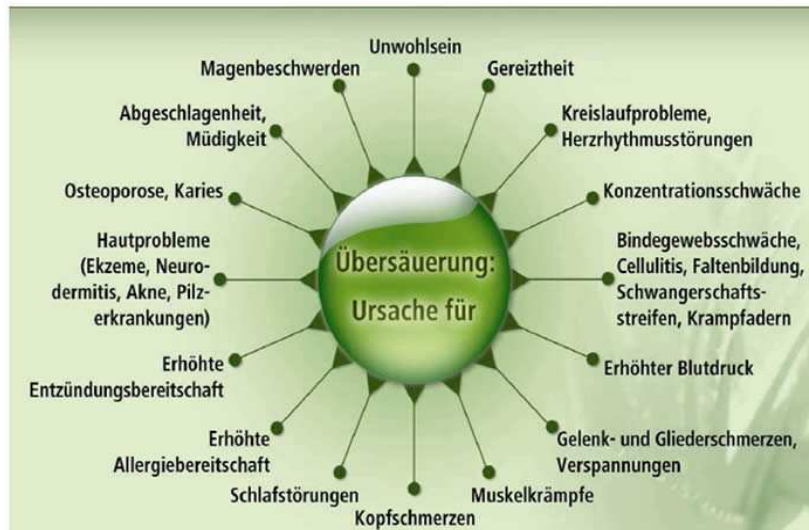 Übersäuerung:
Ursache für
Unwohlsein
Gereiztheit
Kreislaufprobleme,
Herzrhythmusstörungen
Konzentrationsschwäche
Bindegewebsschwäche,
Cellulitis, Faltenbildung,
Schwangerschafts-
streifen, Krampfadern
Erhöhter Blutdruck
Gelenk- und Gliederschmerzen,
Verspannungen
Muskelkrämpfe
Kopfschmerzen
Schlafstörungen
Erhöhte
Allergiebereitschaft
Erhöhte
Entzündungsbereitschaft
Hautprobleme
(Ekzeme, Neuro-
dermitis, Akne, Pilz-
erkrankungen)
Osteoporose, Karies
Abgeschlagenheit,
Müdigkeit
Magenbeschwerden